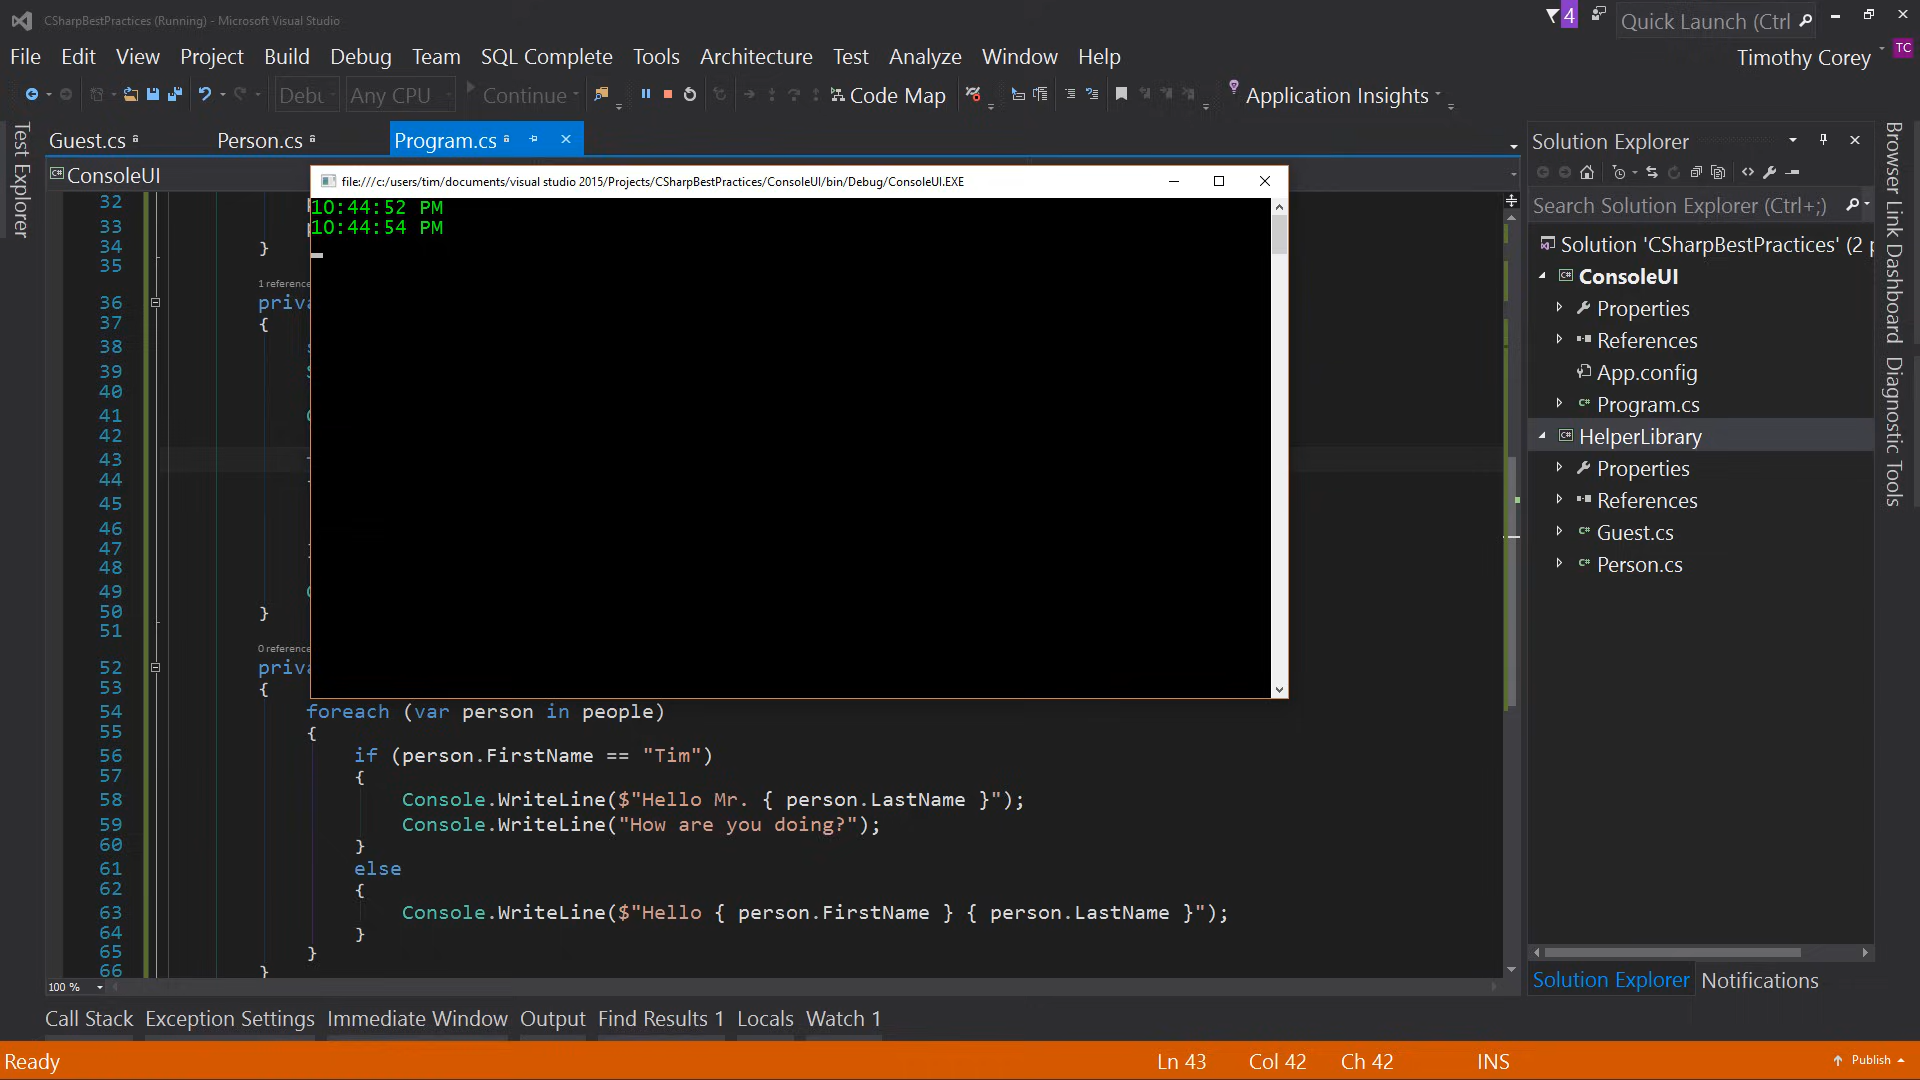 CSharpBestPractices (Running) - Microsoft Visual Studio
4
Quick Launch (Ctrl
File Edit View Project Build Debug Team SQL Complete Tools Architecture Test Analyze Window Help
Timothy Corey
TC
Debu
Any CPU
Continue
Code Map
Application Insights
Test Explorer
Guest.cs
Person.cs
Program.cs
ConsoleUI
file:///c:/users/tim/documents/visual studio 2015/Projects/CSharpBestPractices/ConsoleUI/bin/Debug/ConsoleUI.EXE
10:44:52 PM
10:44:54 PM
32
33
34 }
35
1 reference
36 priva
37 {
38
39
40
41
42
43
44
45
46
47
48
49
50 }
51
0 reference
52 priva
53 {
54 foreach (var person in people)
55 {
56 if (person.FirstName == "Tim")
57 {
58 Console.WriteLine($"Hello Mr. { person.LastName }");
59 Console.WriteLine("How are you doing?");
60 }
61 else
62 {
63 Console.WriteLine($"Hello { person.FirstName } { person.LastName }");
64 }
65 }
66 }
100 %
Solution Explorer
Search Solution Explorer (Ctrl+;)
Solution 'CSharpBestPractices' (2 p
ConsoleUI
Properties
References
App.config
Program.cs
HelperLibrary
Properties
References
Guest.cs
Person.cs
Solution Explorer Notifications
Browser Link Dashboard
Diagnostic Tools
Call Stack Exception Settings Immediate Window Output Find Results 1 Locals Watch 1
Ready
Ln 43 Col 42 Ch 42 INS
Publish